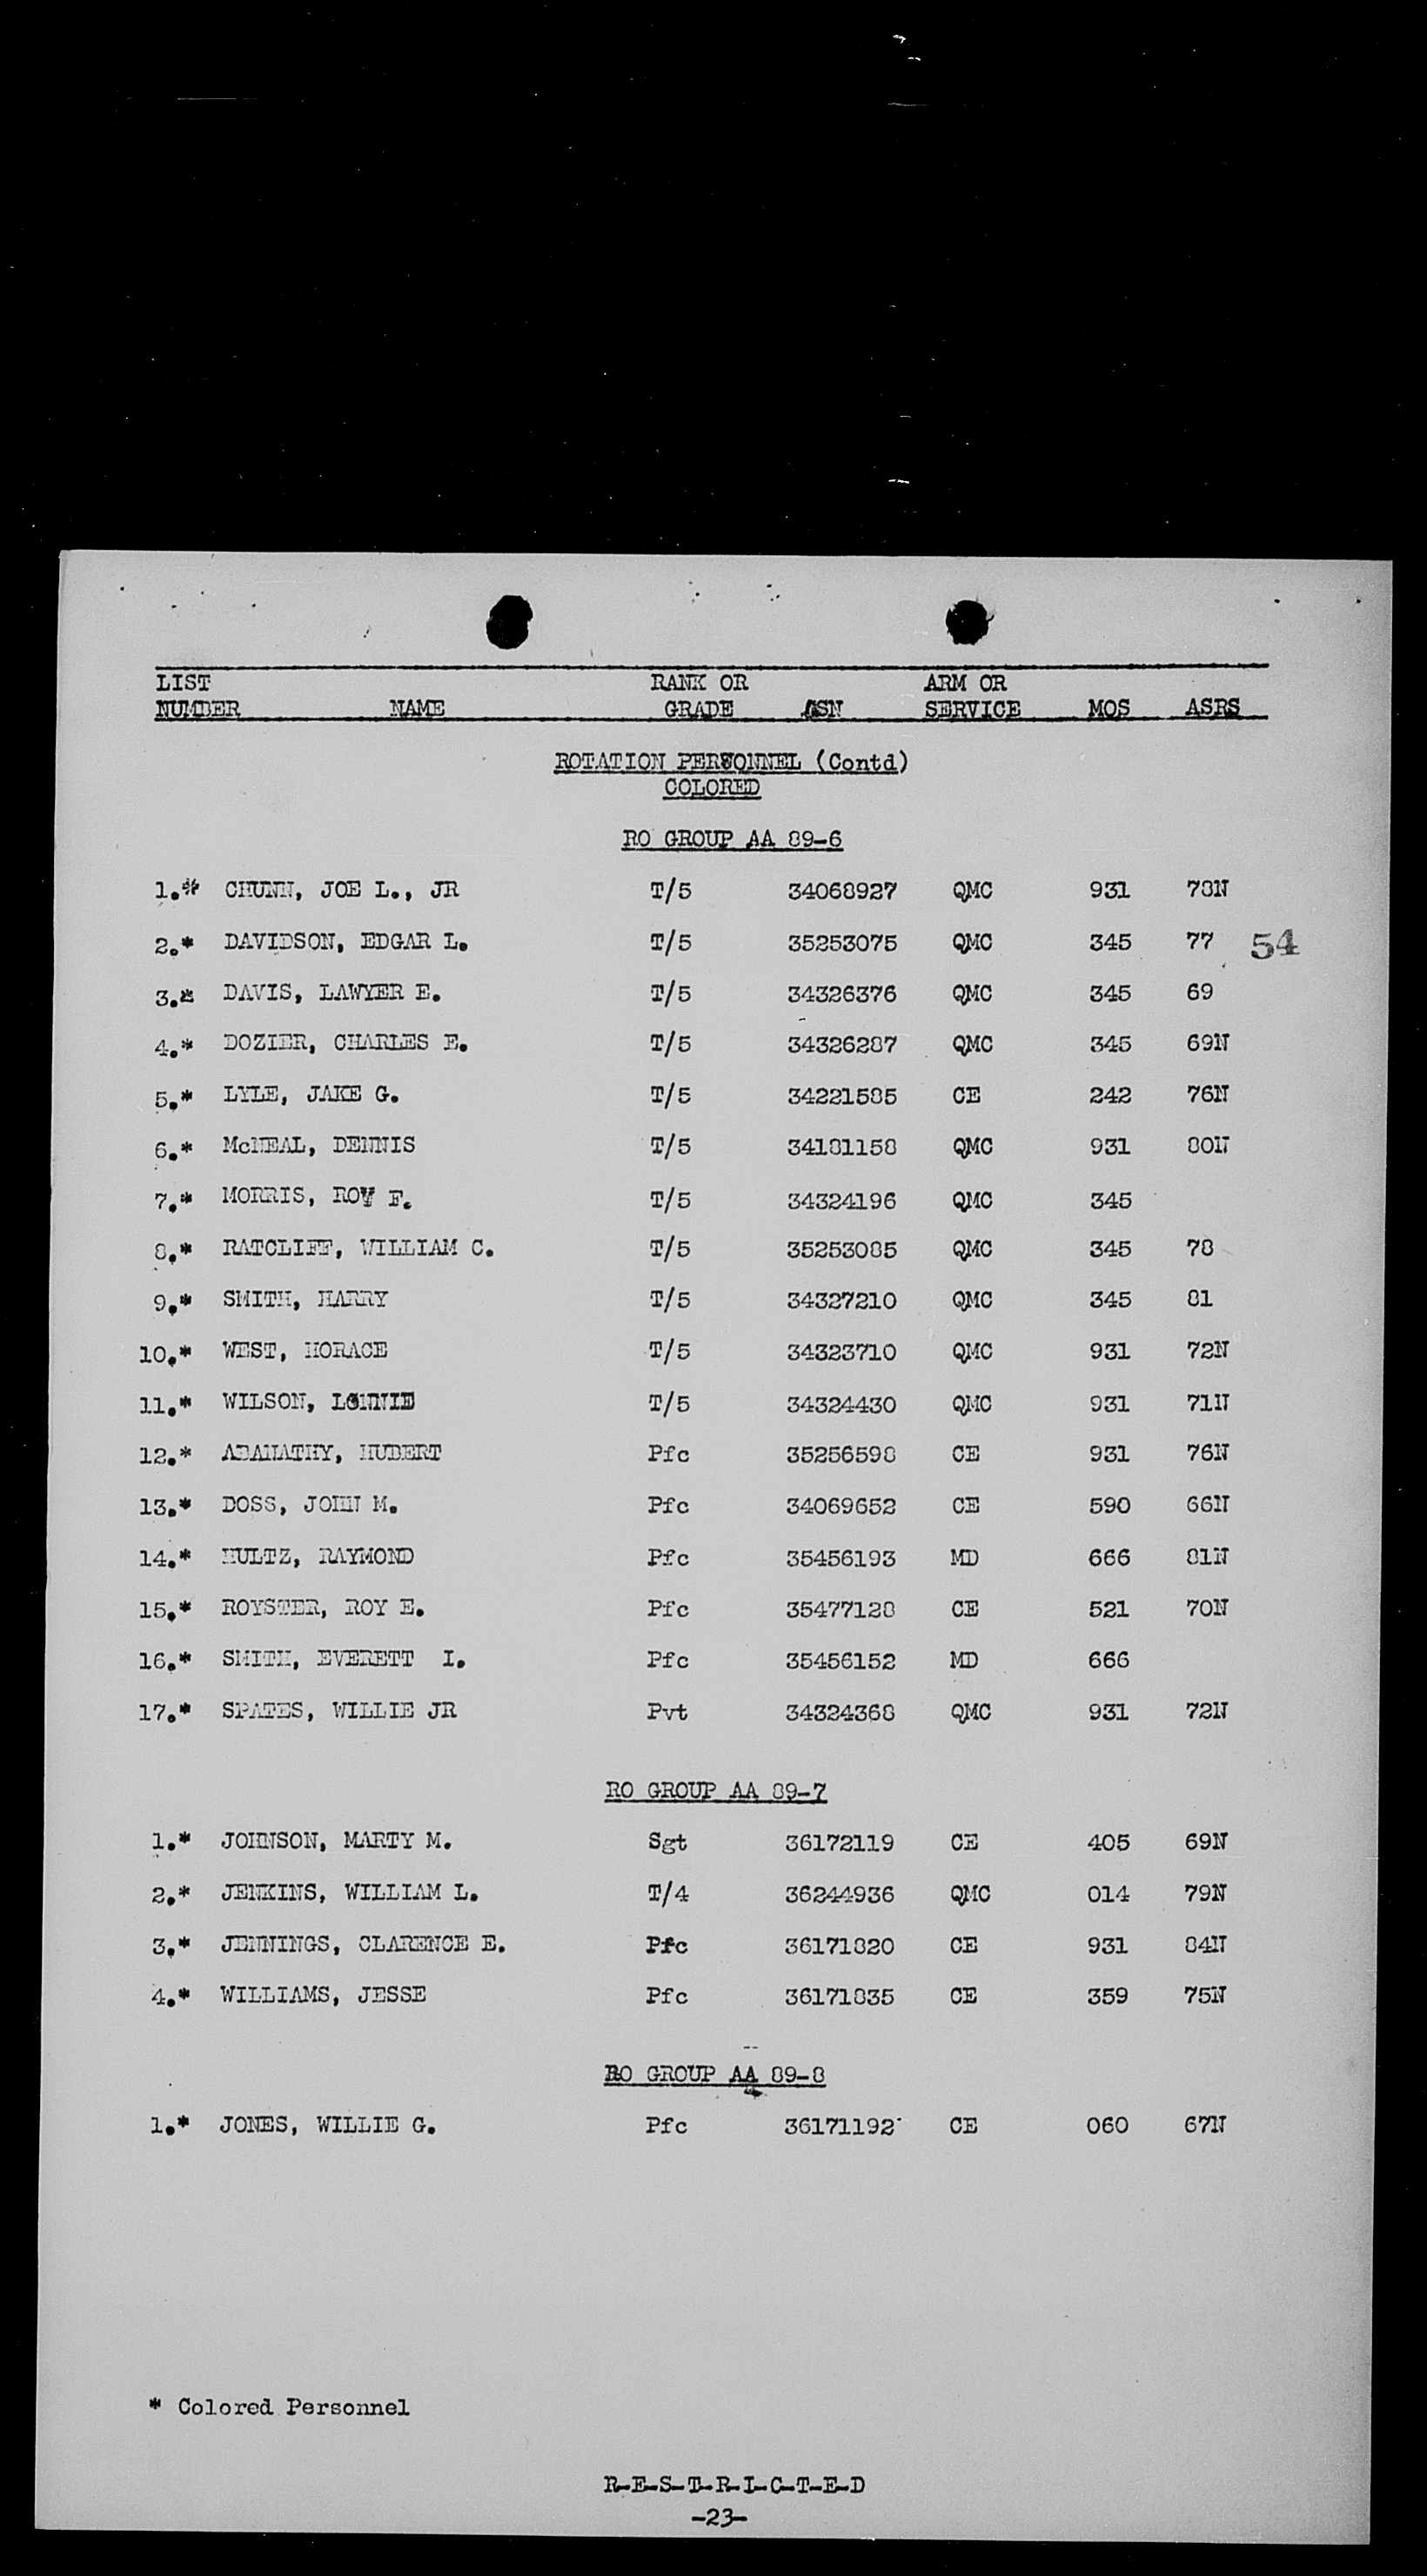 LIST RANK OR ARM OR
NUMBER NAME GRADE ASN SERVICE MOS ASRS
ROTATION PERSONNEL (Contd)
COLORED
RO GROUP AA 89-6
1.* CHUNN, JOE L., JR T/5 34068927 QMC 931 78N
2.* DAVIDSON, EDGAR L. T/5 35253075 QMC 345 77 54
3.* DAVIS, LAWYER E. T/5 34326376 QMC 345 69
4.* DOZIER, CHARLES E. T/5 34326287 QMC 345 69N
5.* LYLE, JAKE G. T/5 34221585 CE 242 76N
6.* McNEAL, DENNIS T/5 34181158 QMC 931 80N
7.* MORRIS, ROY F. T/5 34324196 QMC 345
8.* RATCLIFF, WILLIAM C. T/5 35253085 QMC 345 78
9.* SMITH, HARRY T/5 34327210 QMC 345 81
10.* WEST, HORACE T/5 34323710 QMC 931 72N
11.* WILSON, LONNIE T/5 34324430 QMC 931 71N
12.* ABANATHY, HUBERT Pfc 35256598 CE 931 76N
13.* DOSS, JOHN M. Pfc 34069652 CE 590 66N
14.* HULTZ, RAYMOND Pfc 35456193 MD 666 81N
15.* ROYSTER, ROY E. Pfc 35477128 CE 521 70N
16.* SMITH, EVERETT I. Pfc 35456152 MD 666
17.* SPATES, WILLIE JR Pvt 34324368 QMC 931 72N
RO GROUP AA 89-7
1.* JOHNSON, MARTY M. Sgt 36172119 CE 405 69N
2.* JENKINS, WILLIAM L. T/4 36244936 QMC 014 79N
3.* JENNINGS, CLARENCE E. Pfc 36171820 CE 931 84N
4.* WILLIAMS, JESSE Pfc 36171835 CE 359 75N
RO GROUP AA 89-8
1.* JONES, WILLIE G. Pfc 36171192 CE 060 67N
* Colored Personnel
R-E-S-T-R-I-C-T-E-D
-23-